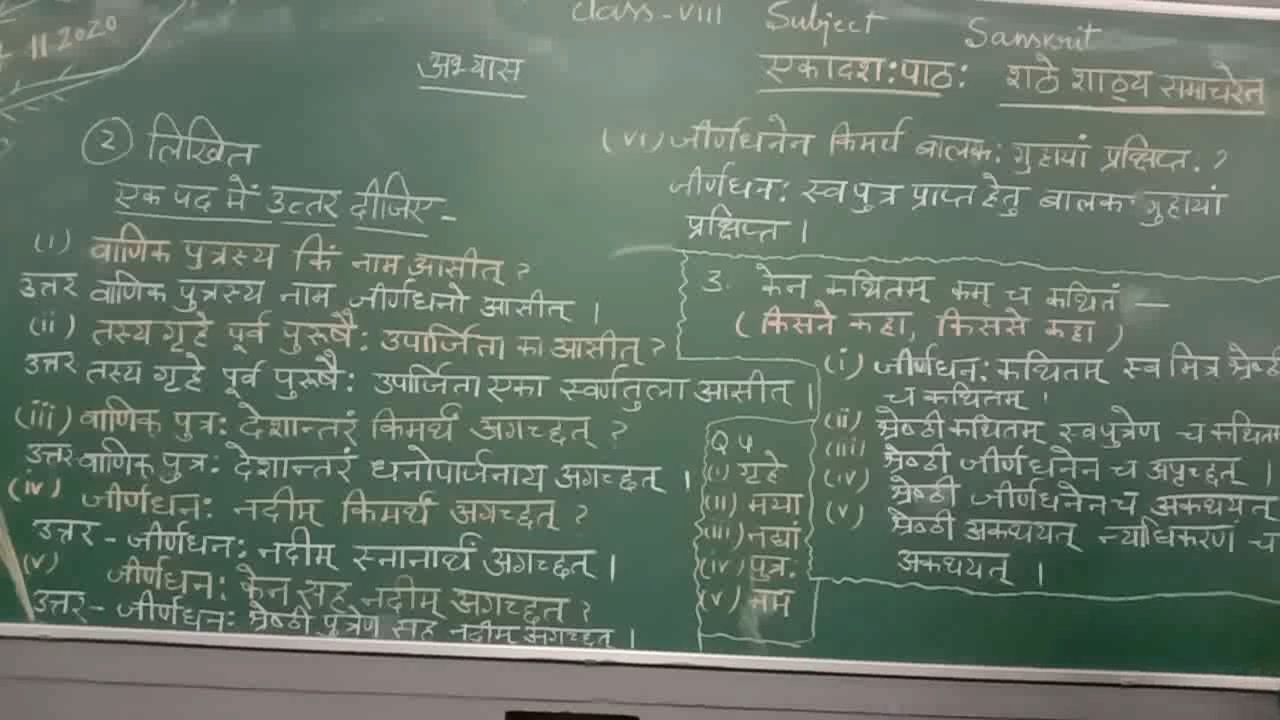 11 2020
Class-VIII Subject Sanskrit
अभ्यास
एकादश:पाठ: शठे शाठ्य समाचरेत
② लिखित
एक पद में उत्तर दीजिए-
(i) वाणिक पुत्रस्य किं नाम आसीत् ?
उत्तर वाणिक पुत्रस्य नाम जीर्णधनो आसीत् ।
(ii) तस्य गृहे पूर्व पुरूषै: उपार्जिता का आसीत् ?
उत्तर तस्य गृहे पूर्व पुरूषै: उपार्जिता एका स्वर्णतुला आसीत् ।
(iii) वाणिक पुत्र: देशान्तरं किमर्थं अगच्छत् ?
उत्तर-वाणिक पुत्र: देशान्तरं धनोपार्जनाय अगच्छत् ।
(iv) जीर्णधन: नदीम् किमर्थं अगच्छत् ?
उत्तर - जीर्णधन: नदीम् स्नानार्थं अगच्छत् ।
(v) जीर्णधन: केन सह नदीम् अगच्छत् ?
उत्तर- जीर्णधन: श्रेष्ठी पुत्रेण सह नदीम् अगच्छत् ।
(vi) जीर्णधनेन किमर्थ बालक: गुहायां प्रक्षिप्त. ?
जीर्णधन: स्वपुत्र प्राप्त हेतु बालक गुहायां
प्रक्षिप्त ।
3. केन कथितम् कम् च कथितं —
( किसने कहा, किससे कहा )
(i) जीर्णधन: कथितम् स्व मित्र श्रेष्ठी
च कथितम् ।
(ii) श्रेष्ठी कथितम् स्वपुत्रेण च कथितम
(iii) श्रेष्ठी जीर्णधनेन च अपृच्छत् ।
(iv) श्रेष्ठी जीर्णधनेन च अकथयत्
(v) श्रेष्ठी अकथयत् न्याधिकरणं च
अकथयत् ।
Q 4
(i) गृहे
(ii) मया
(iii) नद्यां
(iv) पुत्र:
(v) नम